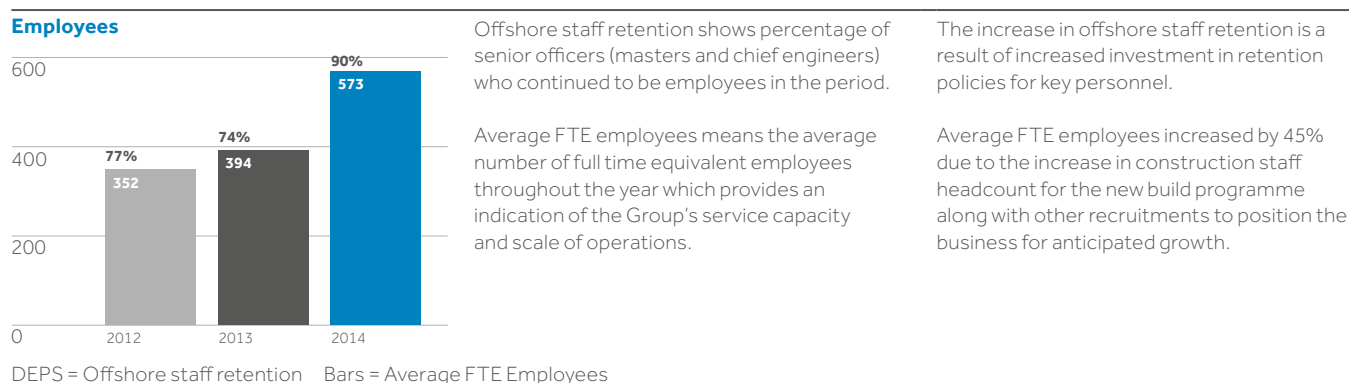 Employees
600
400
200
0
77%
352
74%
394
90%
573
2012
2013
2014
DEPS = Offshore staff retention Bars = Average FTE Employees
Offshore staff retention shows percentage of
senior officers (masters and chief engineers)
who continued to be employees in the period.
Average FTE employees means the average
number of full time equivalent employees
throughout the year which provides an
indication of the Group's service capacity
and scale of operations.
The increase in offshore staff retention is a
result of increased investment in retention
policies for key personnel.
Average FTE employees increased by 45%
due to the increase in construction staff
headcount for the new build programme
along with other recruitments to position the
business for anticipated growth.